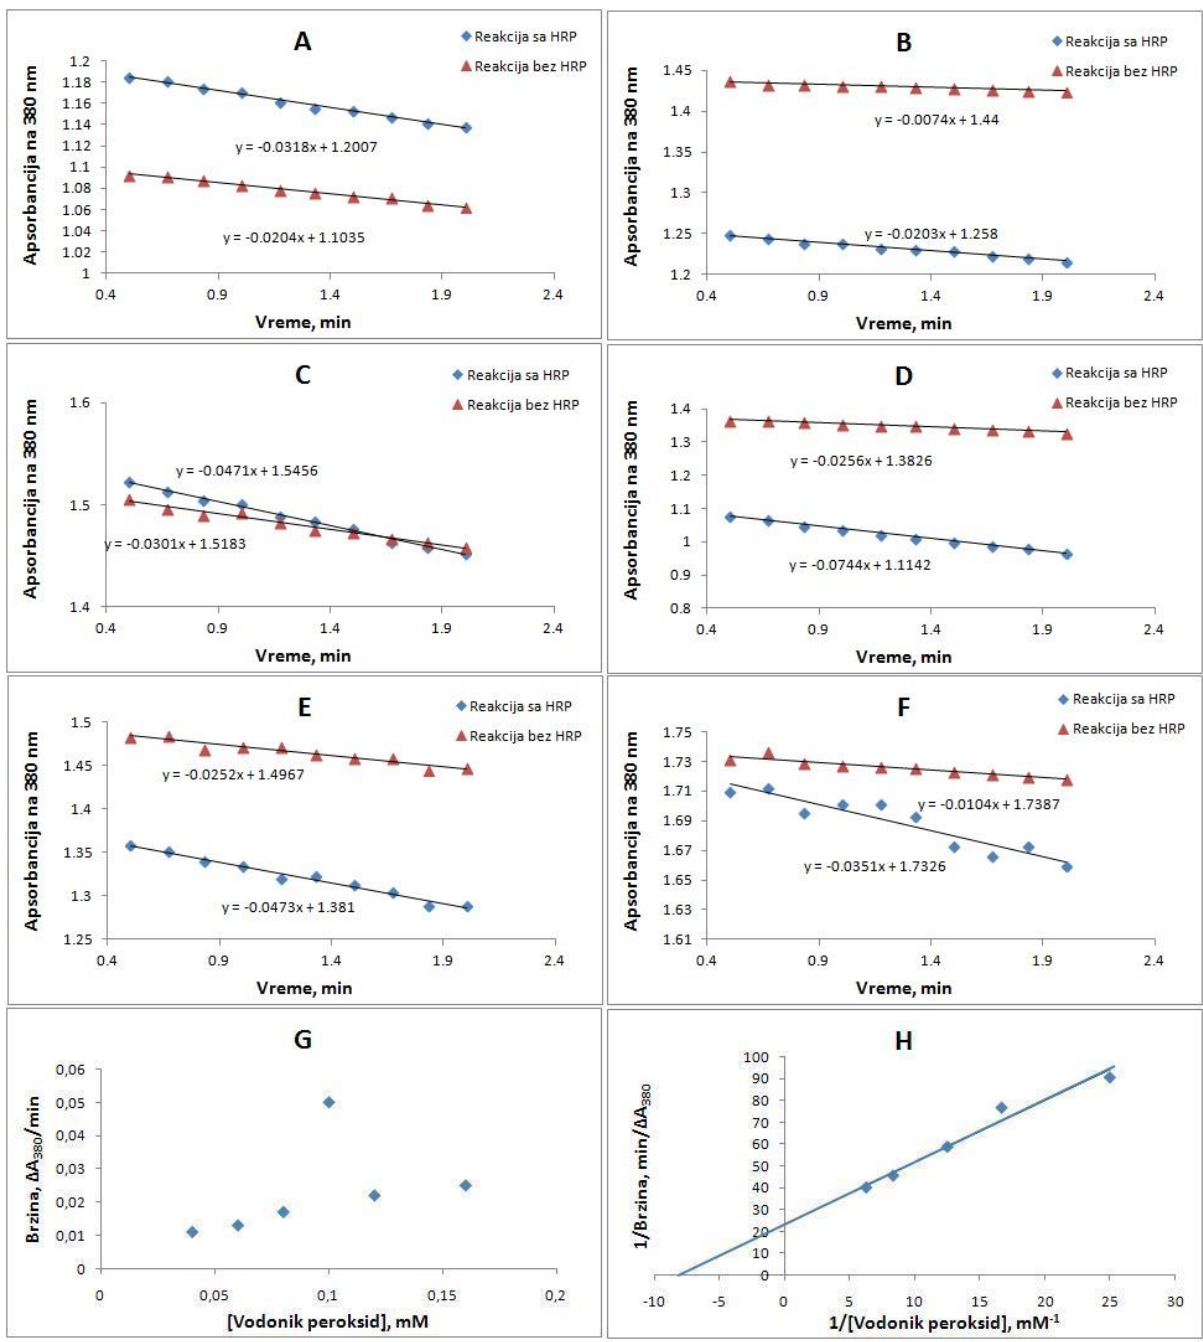 A
Reakcija sa HRP
Reakcija bez HRP
1.2
1.18
1.16
1.14
1.12
1.1
1.08
1.06
1.04
1.02
1
y = -0.0318x + 1.2007
y = -0.0204x + 1.1035
0.4
0.9
1.4
1.9
2.4
Vreme, min
Apsorbancija na 380 nm
B
Reakcija sa HRP
Reakcija bez HRP
1.45
1.4
1.35
1.3
1.25
1.2
y = -0.0074x + 1.44
y = -0.0203x + 1.258
0.4
0.9
1.4
1.9
2.4
Vreme, min
Apsorbancija na 380 nm
C
Reakcija sa HRP
Reakcija bez HRP
1.6
1.5
1.4
y = -0.0471x + 1.5456
y = -0.0301x + 1.5183
0.4
0.9
1.4
1.9
2.4
Vreme, min
Apsorbancija na 380 nm
D
Reakcija sa HRP
Reakcija bez HRP
1.4
1.3
1.2
1.1
1
0.9
0.8
y = -0.0256x + 1.3826
y = -0.0744x + 1.1142
0.4
0.9
1.4
1.9
2.4
Vreme, min
Apsorbancija na 380 nm
E
Reakcija sa HRP
Reakcija bez HRP
1.5
1.45
1.4
1.35
1.3
1.25
y = -0.0252x + 1.4967
y = -0.0473x + 1.381
0.4
0.9
1.4
1.9
2.4
Vreme, min
Apsorbancija na 380 nm
F
Reakcija sa HRP
Reakcija bez HRP
1.75
1.73
1.71
1.69
1.67
1.65
1.63
1.61
y = -0.0104x + 1.7387
y = -0.0351x + 1.7326
0.4
0.9
1.4
1.9
2.4
Vreme, min
Apsorbancija na 380 nm
G
0,06
0,05
0,04
0,03
0,02
0,01
0
0
0,05
0,1
0,15
0,2
[Vodonik peroksid], mM
Brzina, ΔA₃₈₀/min
H
100
90
80
70
60
50
40
30
20
10
0
-10
-5
0
5
10
15
20
25
30
1/[Vodonik peroksid], mM⁻¹
1/Brzina, min/ΔA₃₈₀